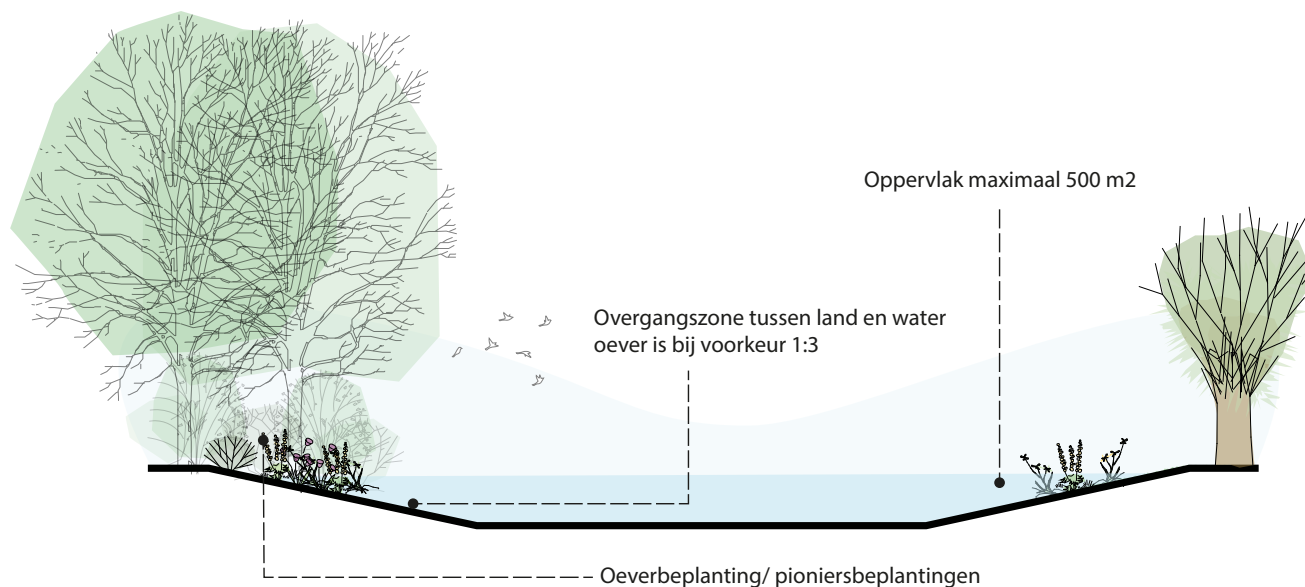 Oppervlak maximaal 500 m2
Overgangszone tussen land en water
oever is bij voorkeur 1:3
Oeverbeplanting/ pioniersbeplantingen